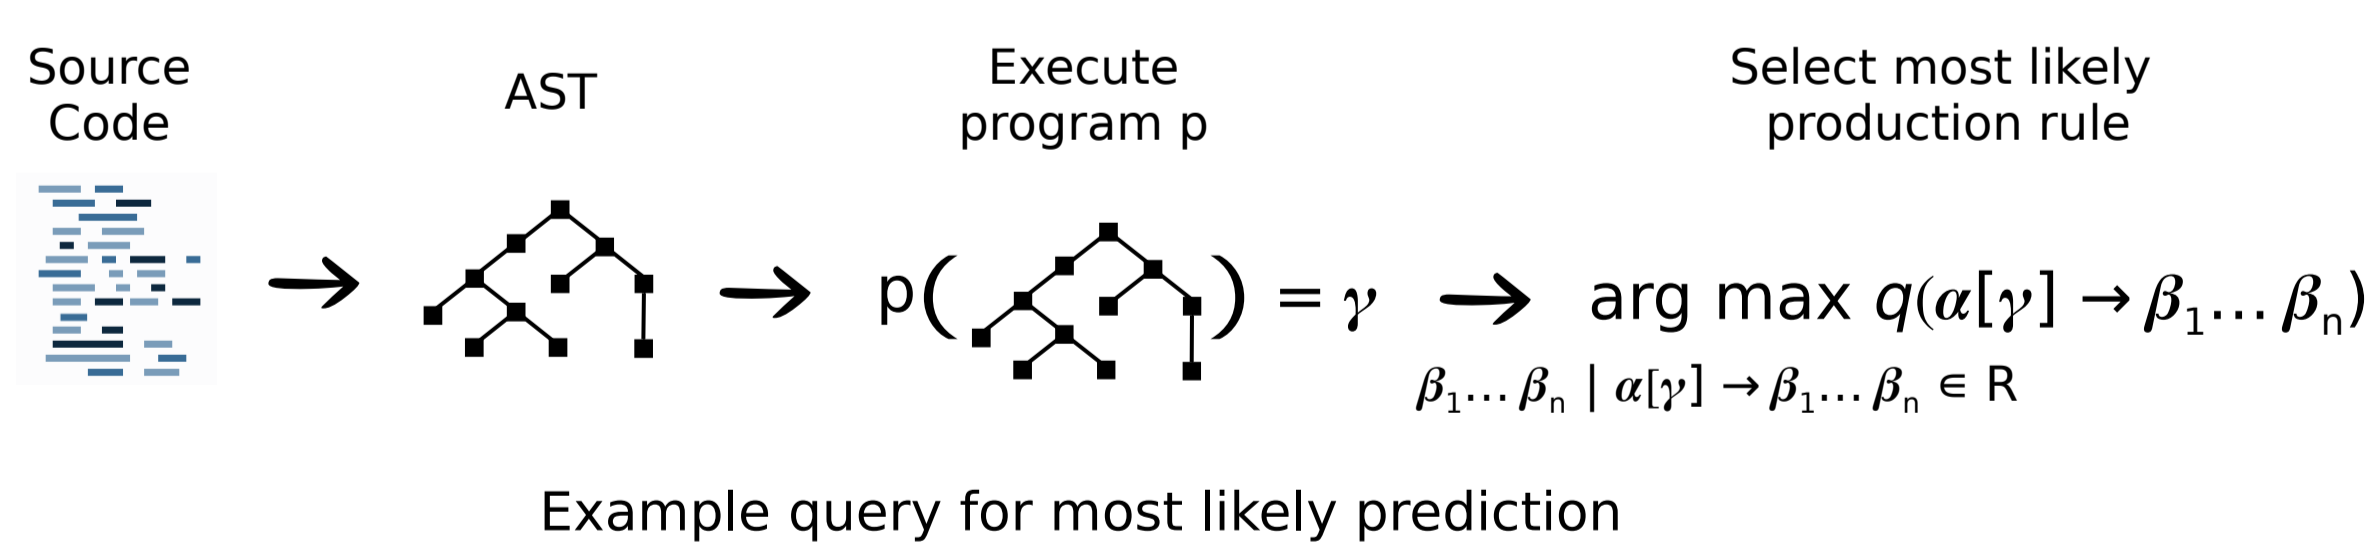 Source
Code
AST
Execute
program p
Select most likely
production rule
p( ) = γ
arg max q(α[γ] → β₁… βₙ)
β₁… βₙ | α[γ] → β₁… βₙ ∈ R
Example query for most likely prediction